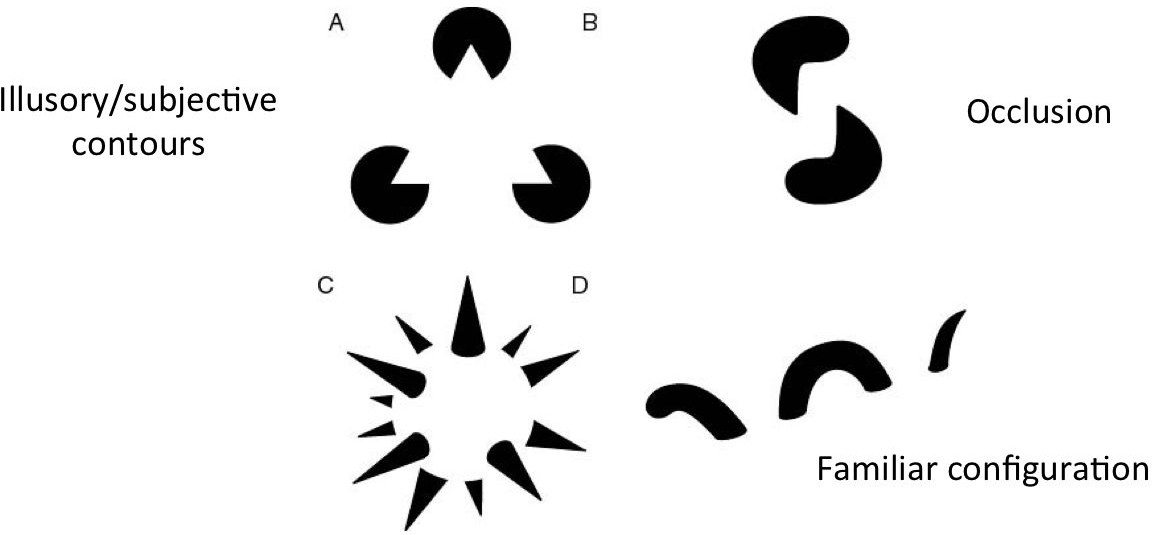 A
B
Illusory/subjective
contours
Occlusion
C
D
Familiar configuration